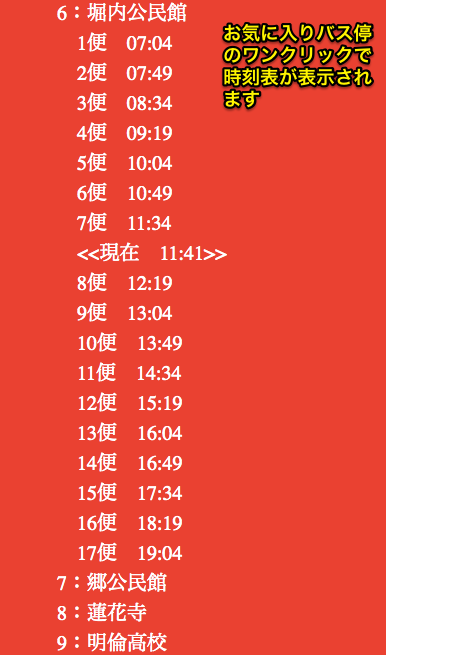 6：堀内公民館
1便　07:04
2便　07:49
3便　08:34
4便　09:19
5便　10:04
6便　10:49
7便　11:34
<<現在　11:41>>
8便　12:19
9便　13:04
10便　13:49
11便　14:34
12便　15:19
13便　16:04
14便　16:49
15便　17:34
16便　18:19
17便　19:04
7：郷公民館
8：蓮花寺
9：明倫高校
お気に入りバス停
のワンクリックで
時刻表が表示され
ます